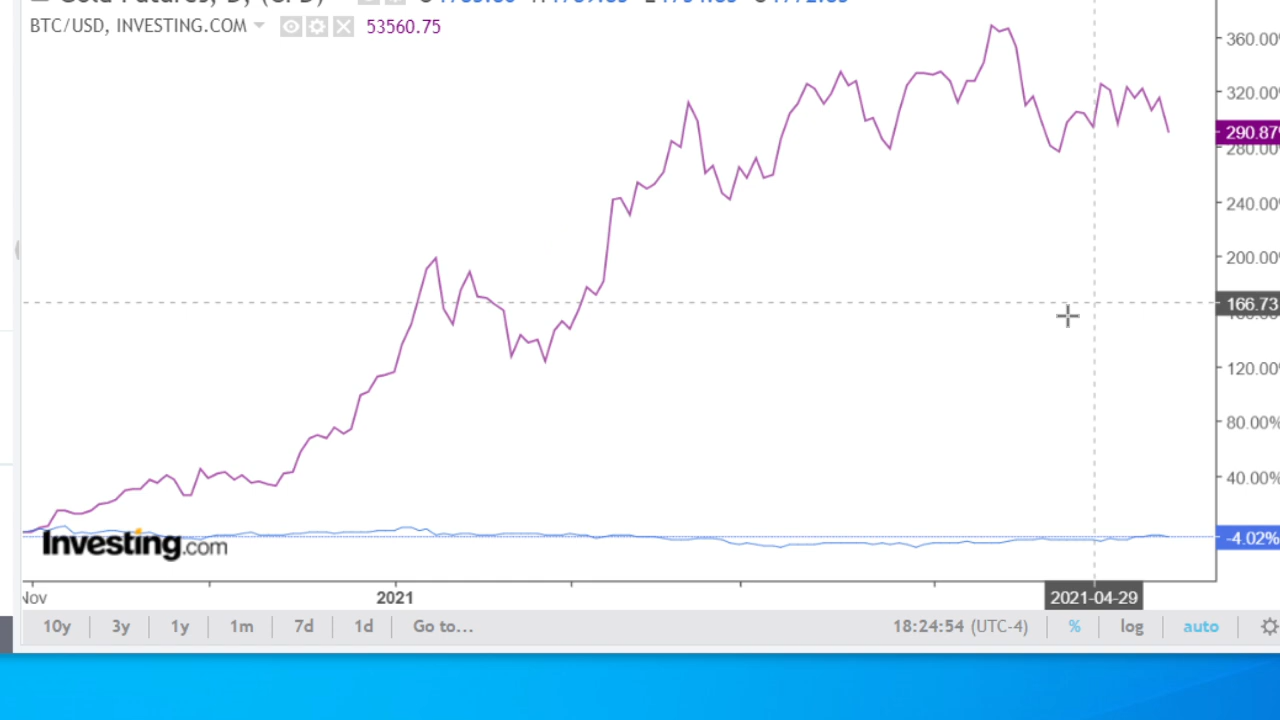 BTC/USD, INVESTING.COM 53560.75
360.00%
320.00%
290.87%
280.00%
240.00%
200.00%
166.73
120.00%
80.00%
40.00%
-4.02%
Investing.com
Nov 2021 2021-04-29
10y 3y 1y 1m 7d 1d Go to... 18:24:54 (UTC-4) % log auto